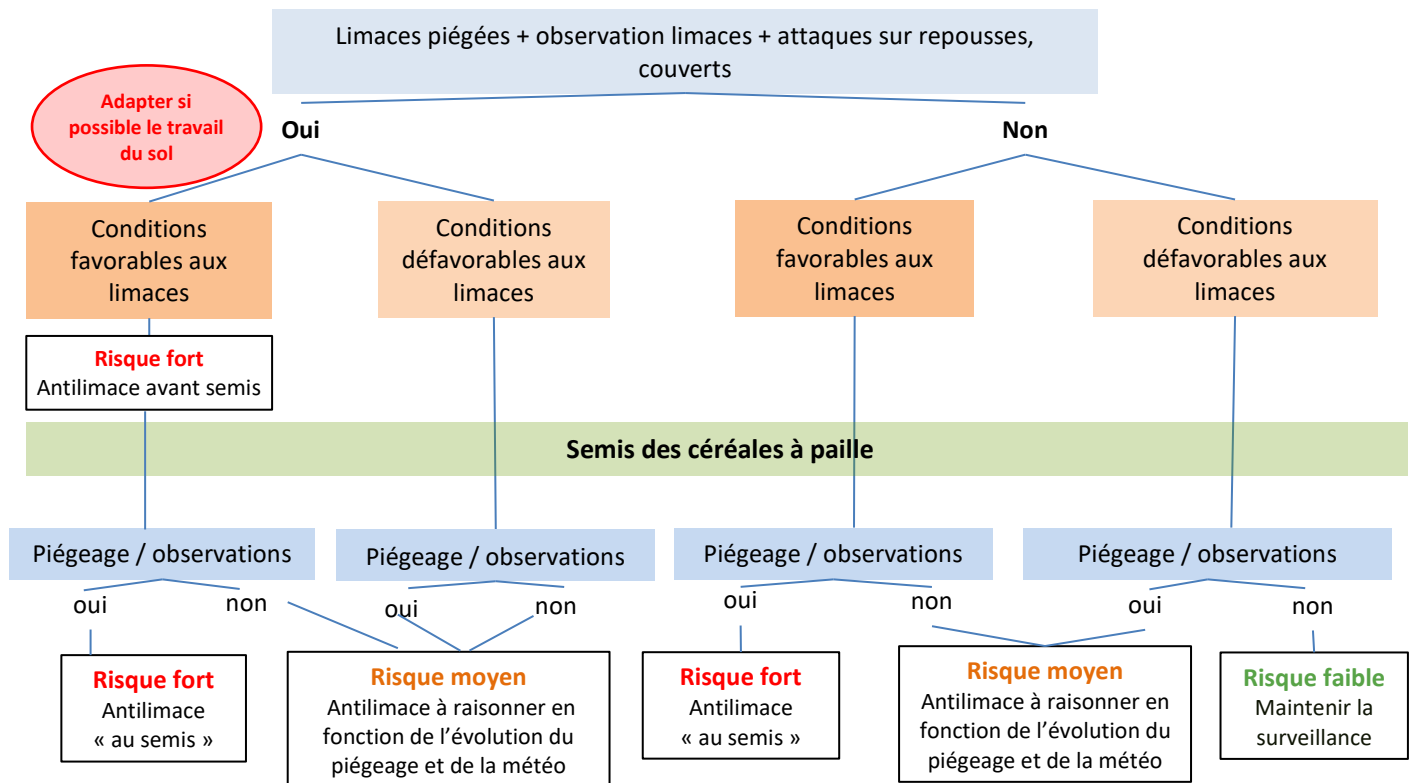 Limaces piégées + observation limaces + attaques sur repousses,
couverts
Adapter si
possible le travail
du sol
Oui
Non
Conditions
favorables aux
limaces
Conditions
défavorables aux
limaces
Conditions
favorables aux
limaces
Conditions
défavorables aux
limaces
Risque fort
Antilimace avant semis
Semis des céréales à paille
Piégeage / observations
Piégeage / observations
Piégeage / observations
Piégeage / observations
oui
non
oui
non
oui
non
oui
non
Risque fort
Antilimace
« au semis »
Risque moyen
Antilimace à raisonner en
fonction de l’évolution du
piégeage et de la météo
Risque fort
Antilimace
« au semis »
Risque moyen
Antilimace à raisonner en
fonction de l’évolution du
piégeage et de la météo
Risque faible
Maintenir la
surveillance